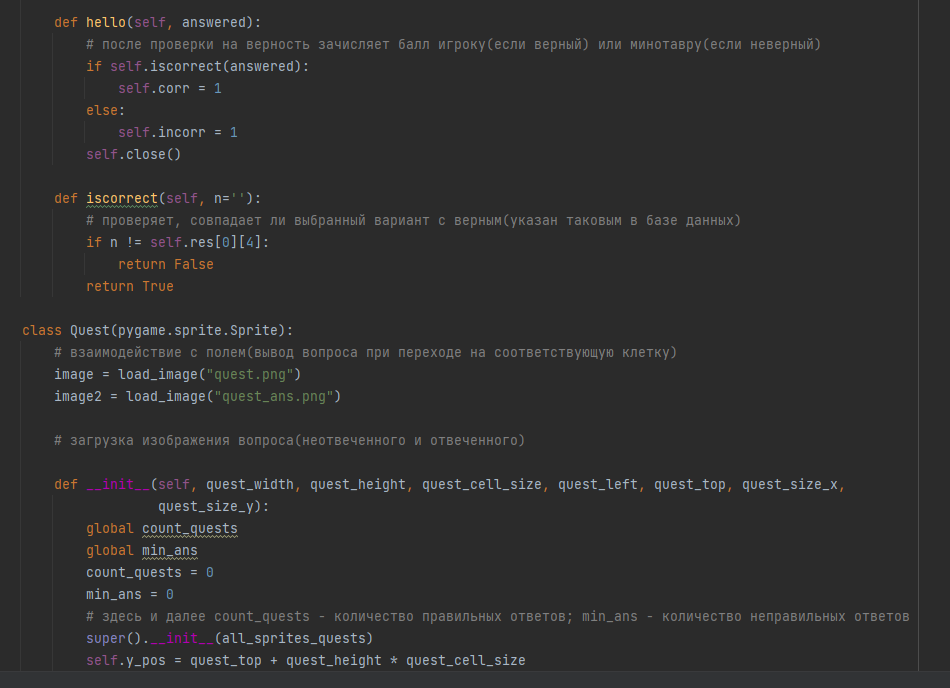 def hello(self, answered):
# после проверки на верность зачисляет балл игроку(если верный) или минотавру(если неверный)
if self.iscorrect(answered):
self.corr = 1
else:
self.incorr = 1
self.close()
def iscorrect(self, n=''):
# проверяет, совпадает ли выбранный вариант с верным(указан таковым в базе данных)
if n != self.res[0][4]:
return False
return True
class Quest(pygame.sprite.Sprite):
# взаимодействие с полем(вывод вопроса при переходе на соответствующую клетку)
image = load_image("quest.png")
image2 = load_image("quest_ans.png")
# загрузка изображения вопроса(неотвеченного и отвеченного)
def __init__(self, quest_width, quest_height, quest_cell_size, quest_left, quest_top, quest_size_x,
quest_size_y):
global count_quests
global min_ans
count_quests = 0
min_ans = 0
# здесь и далее count_quests - количество правильных ответов; min_ans - количество неправильных ответов
super().__init__(all_sprites_quests)
self.y_pos = quest_top + quest_height * quest_cell_size